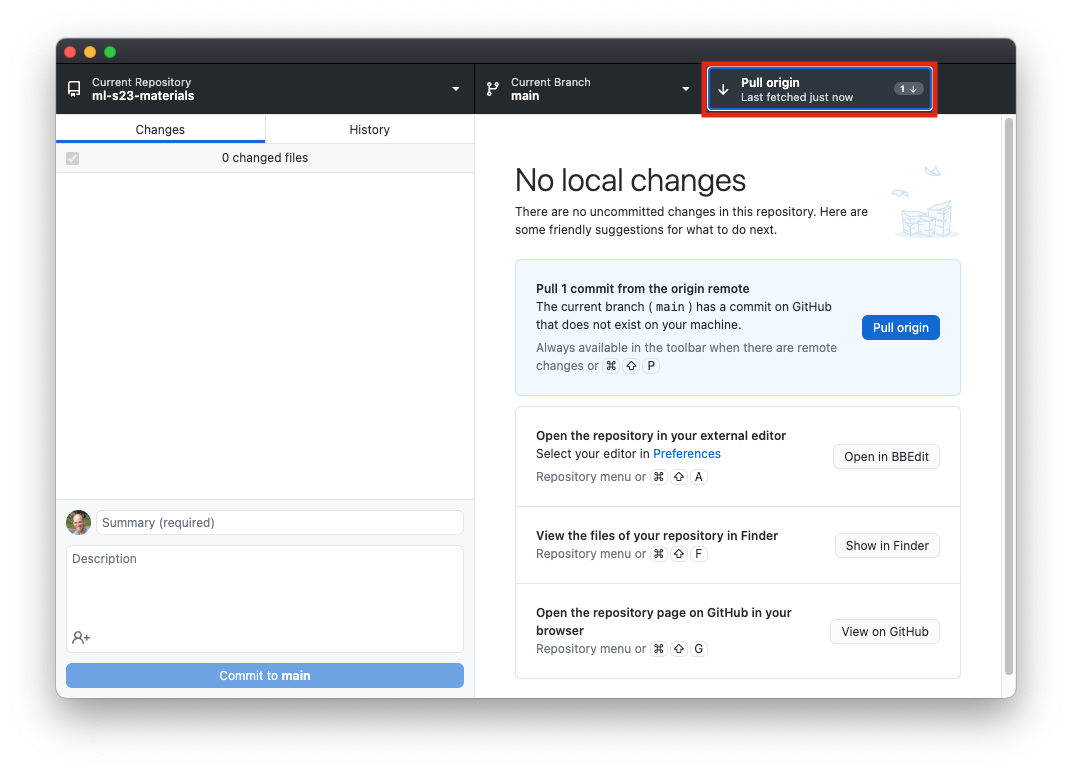 Current Repository
ml-s23-materials
Current Branch
main
Pull origin
Last fetched just now
1 ↓
Changes
History
0 changed files
No local changes
There are no uncommitted changes in this repository. Here are
some friendly suggestions for what to do next.
Pull 1 commit from the origin remote
The current branch ( main ) has a commit on GitHub
that does not exist on your machine.
Always available in the toolbar when there are remote
changes or ⌘ ⇧ P
Pull origin
Open the repository in your external editor
Select your editor in Preferences
Repository menu or ⌘ ⇧ A
Open in BBEdit
View the files of your repository in Finder
Repository menu or ⌘ ⇧ F
Show in Finder
Open the repository page on GitHub in your
browser
Repository menu or ⌘ ⇧ G
View on GitHub
Summary (required)
Description
Commit to main